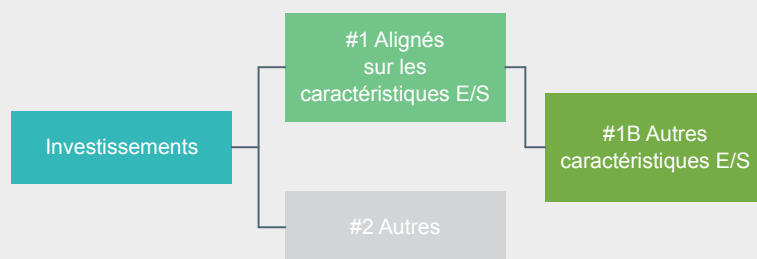 Investissements
#1 Alignés
sur les
caractéristiques E/S
#2 Autres
#1B Autres
caractéristiques E/S